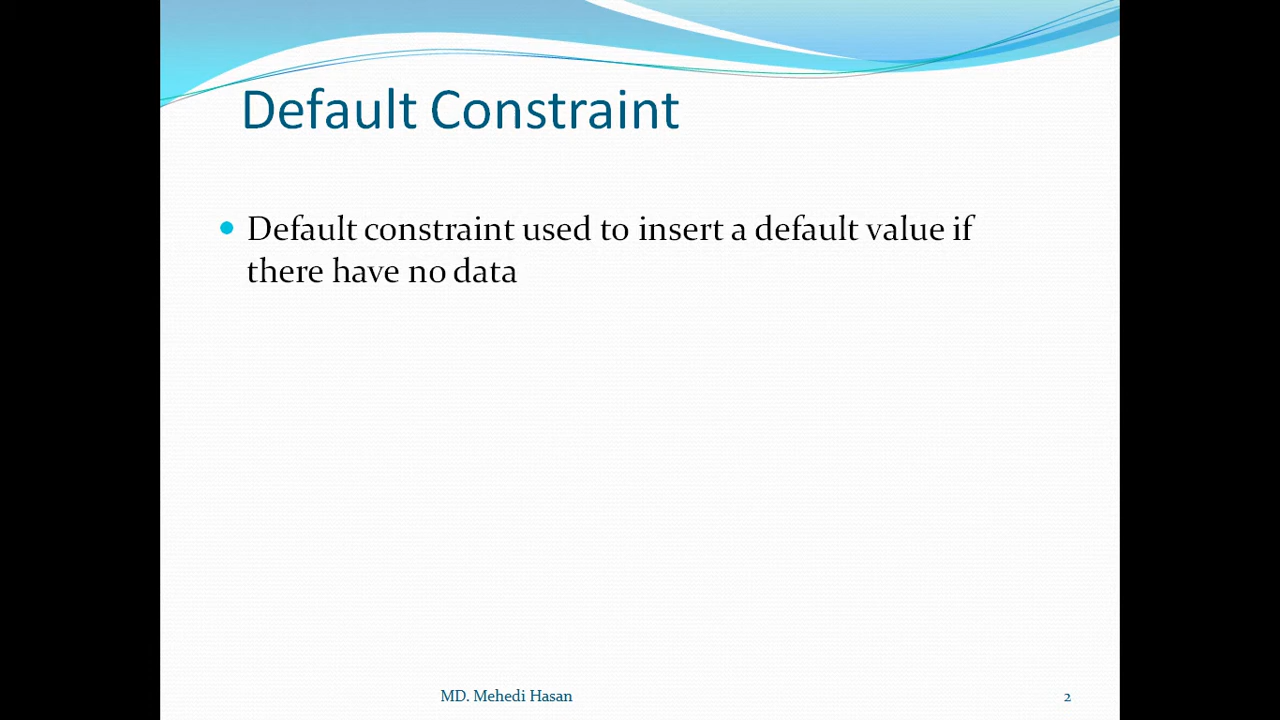 Default Constraint
Default constraint used to insert a default value if
there have no data
MD. Mehedi Hasan
2